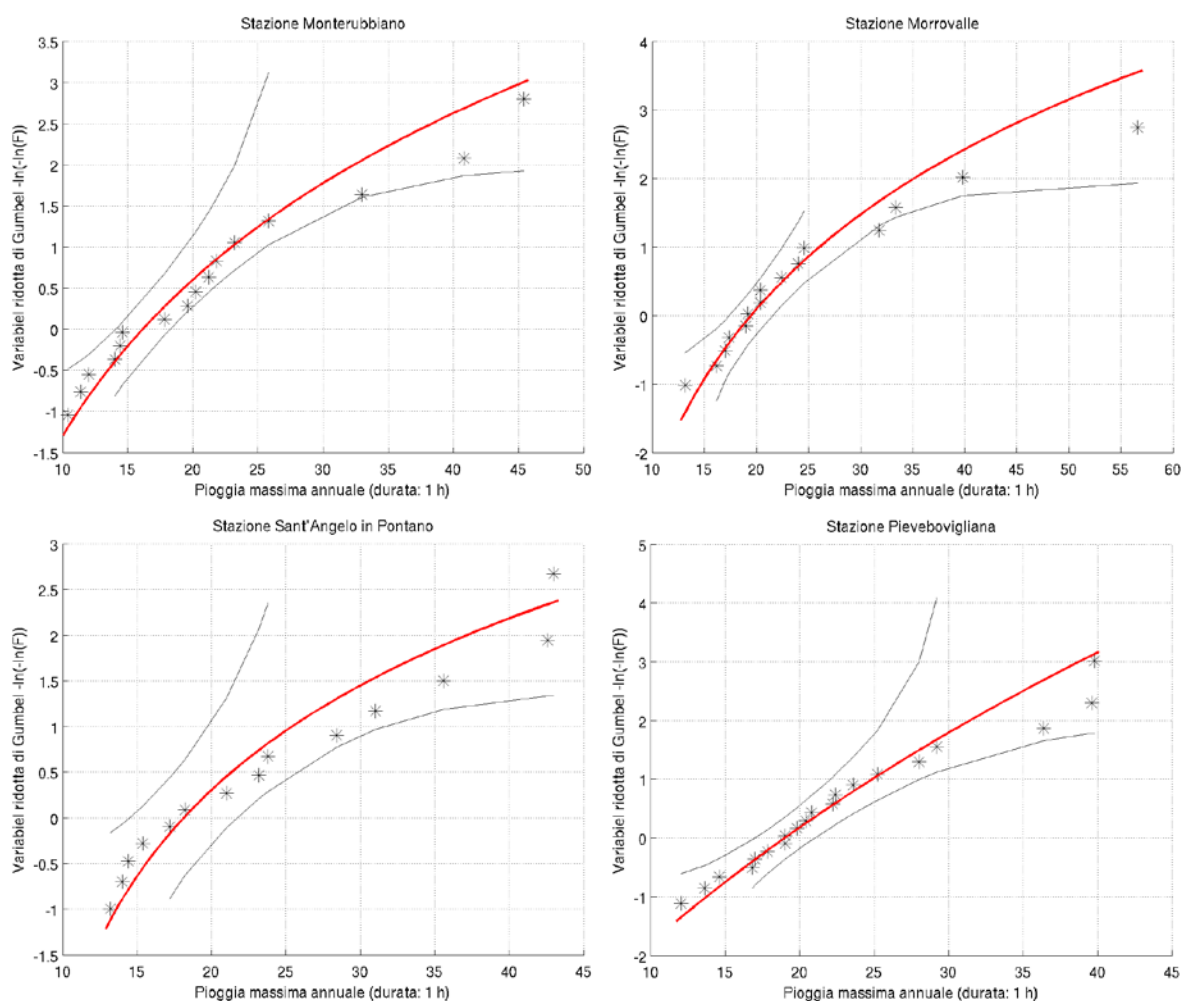 Stazione Monterubbiano
3.5
3
2.5
2
1.5
1
0.5
0
-0.5
-1
-1.5
Variabiel ridotta di Gumbel -ln(-ln(F))
10 15 20 25 30 35 40 45 50
Pioggia massima annuale (durata: 1 h)
Stazione Morrovalle
4
3
2
1
0
-1
-2
Variabiel ridotta di Gumbel -ln(-ln(F))
10 15 20 25 30 35 40 45 50 55 60
Pioggia massima annuale (durata: 1 h)
Stazione Sant'Angelo in Pontano
3
2.5
2
1.5
1
0.5
0
-0.5
-1
-1.5
Variabiel ridotta di Gumbel -ln(-ln(F))
10 15 20 25 30 35 40 45
Pioggia massima annuale (durata: 1 h)
Stazione Pievebovigliana
5
4
3
2
1
0
-1
-2
Variabiel ridotta di Gumbel -ln(-ln(F))
10 15 20 25 30 35 40 45
Pioggia massima annuale (durata: 1 h)